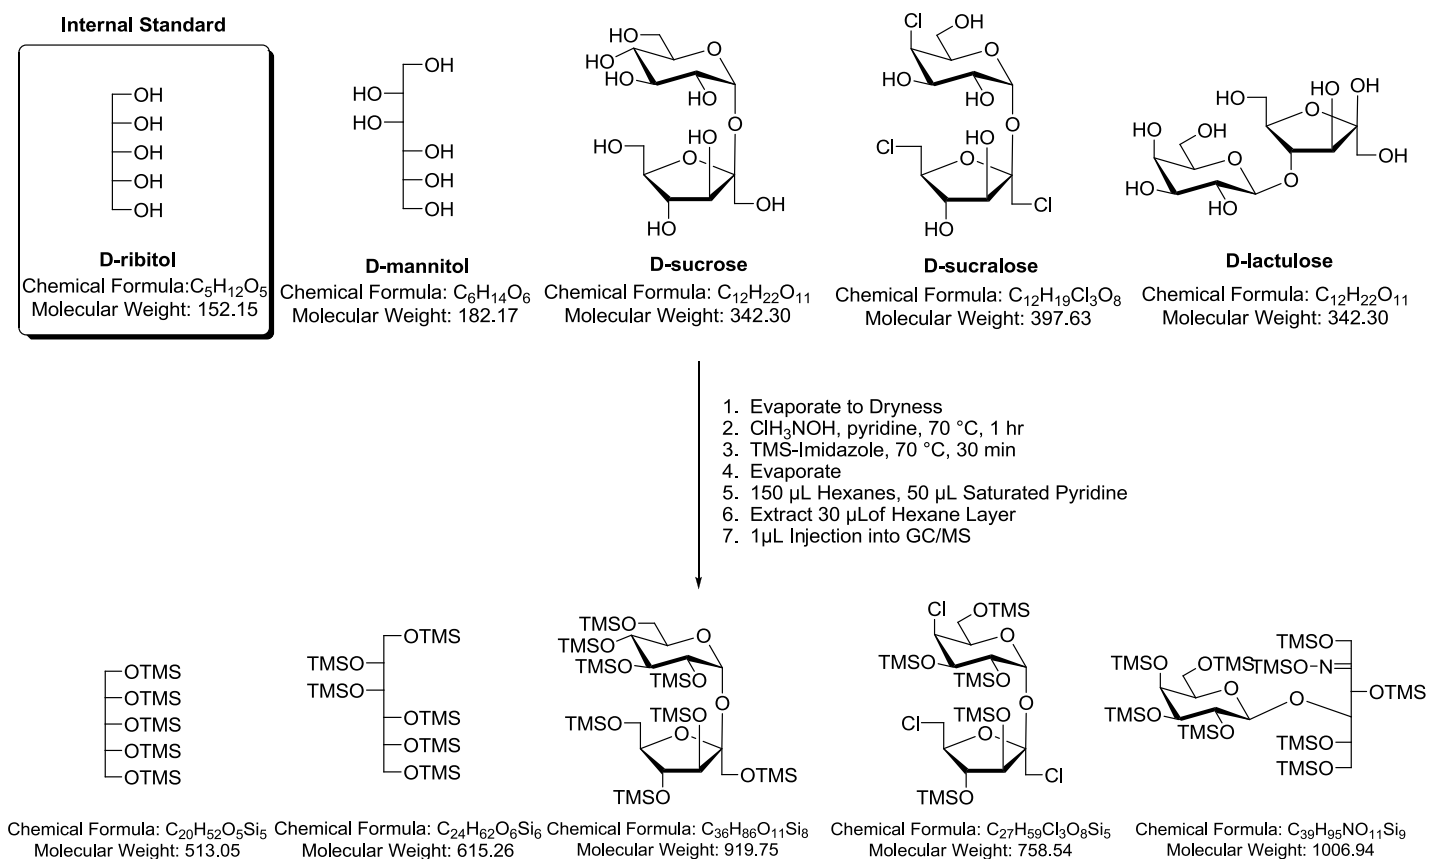 Internal Standard
OH
OH
OH
OH
OH
D-ribitol
Chemical Formula:C5H12O5
Molecular Weight: 152.15
OH
HO
HO
OH
OH
OH
D-mannitol
Chemical Formula: C6H14O6
Molecular Weight: 182.17
HO
O
HO
HO
HO
O
HO
HO
O
OH
HO
D-sucrose
Chemical Formula: C12H22O11
Molecular Weight: 342.30
Cl
OH
O
HO
OH
O
Cl
HO
O
Cl
HO
D-sucralose
Chemical Formula: C12H19Cl3O8
Molecular Weight: 397.63
HO
O
HO
OH
HO
OH
O
OH
HO
O
HO
D-lactulose
Chemical Formula: C12H22O11
Molecular Weight: 342.30
1. Evaporate to Dryness
2. ClH3NOH, pyridine, 70 °C, 1 hr
3. TMS-Imidazole, 70 °C, 30 min
4. Evaporate
5. 150 µL Hexanes, 50 µL Saturated Pyridine
6. Extract 30 µLof Hexane Layer
7. 1µL Injection into GC/MS
OTMS
OTMS
OTMS
OTMS
OTMS
Chemical Formula: C20H52O5Si5
Molecular Weight: 513.05
OTMS
TMSO
TMSO
OTMS
OTMS
OTMS
Chemical Formula: C24H62O6Si6
Molecular Weight: 615.26
TMSO
O
TMSO
TMSO
TMSO
O
TMSO
TMSO
O
OTMS
TMSO
Chemical Formula: C36H86O11Si8
Molecular Weight: 919.75
Cl
OTMS
O
TMSO
TMSO
O
Cl
TMSO
O
Cl
TMSO
Chemical Formula: C27H59Cl3O8Si5
Molecular Weight: 758.54
TMSO
TMSO
OTMS
TMSO-N
O
O
OTMS
TMSO
TMSO
TMSO
TMSO
Chemical Formula: C39H95NO11Si9
Molecular Weight: 1006.94